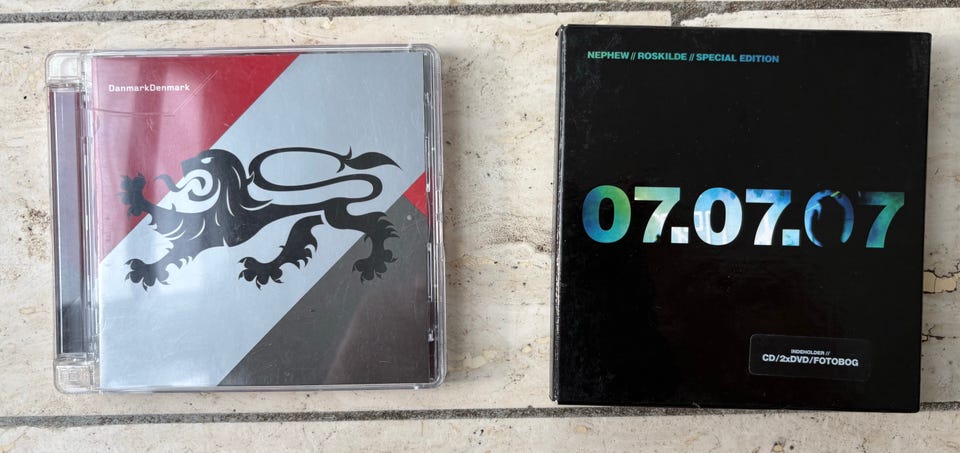 DanmarkDenmark
NEPHEW // ROSKILDE // SPECIAL EDITION
07.07.07
INDEHOLDER //
CD/2xDVD/FOTOBOG